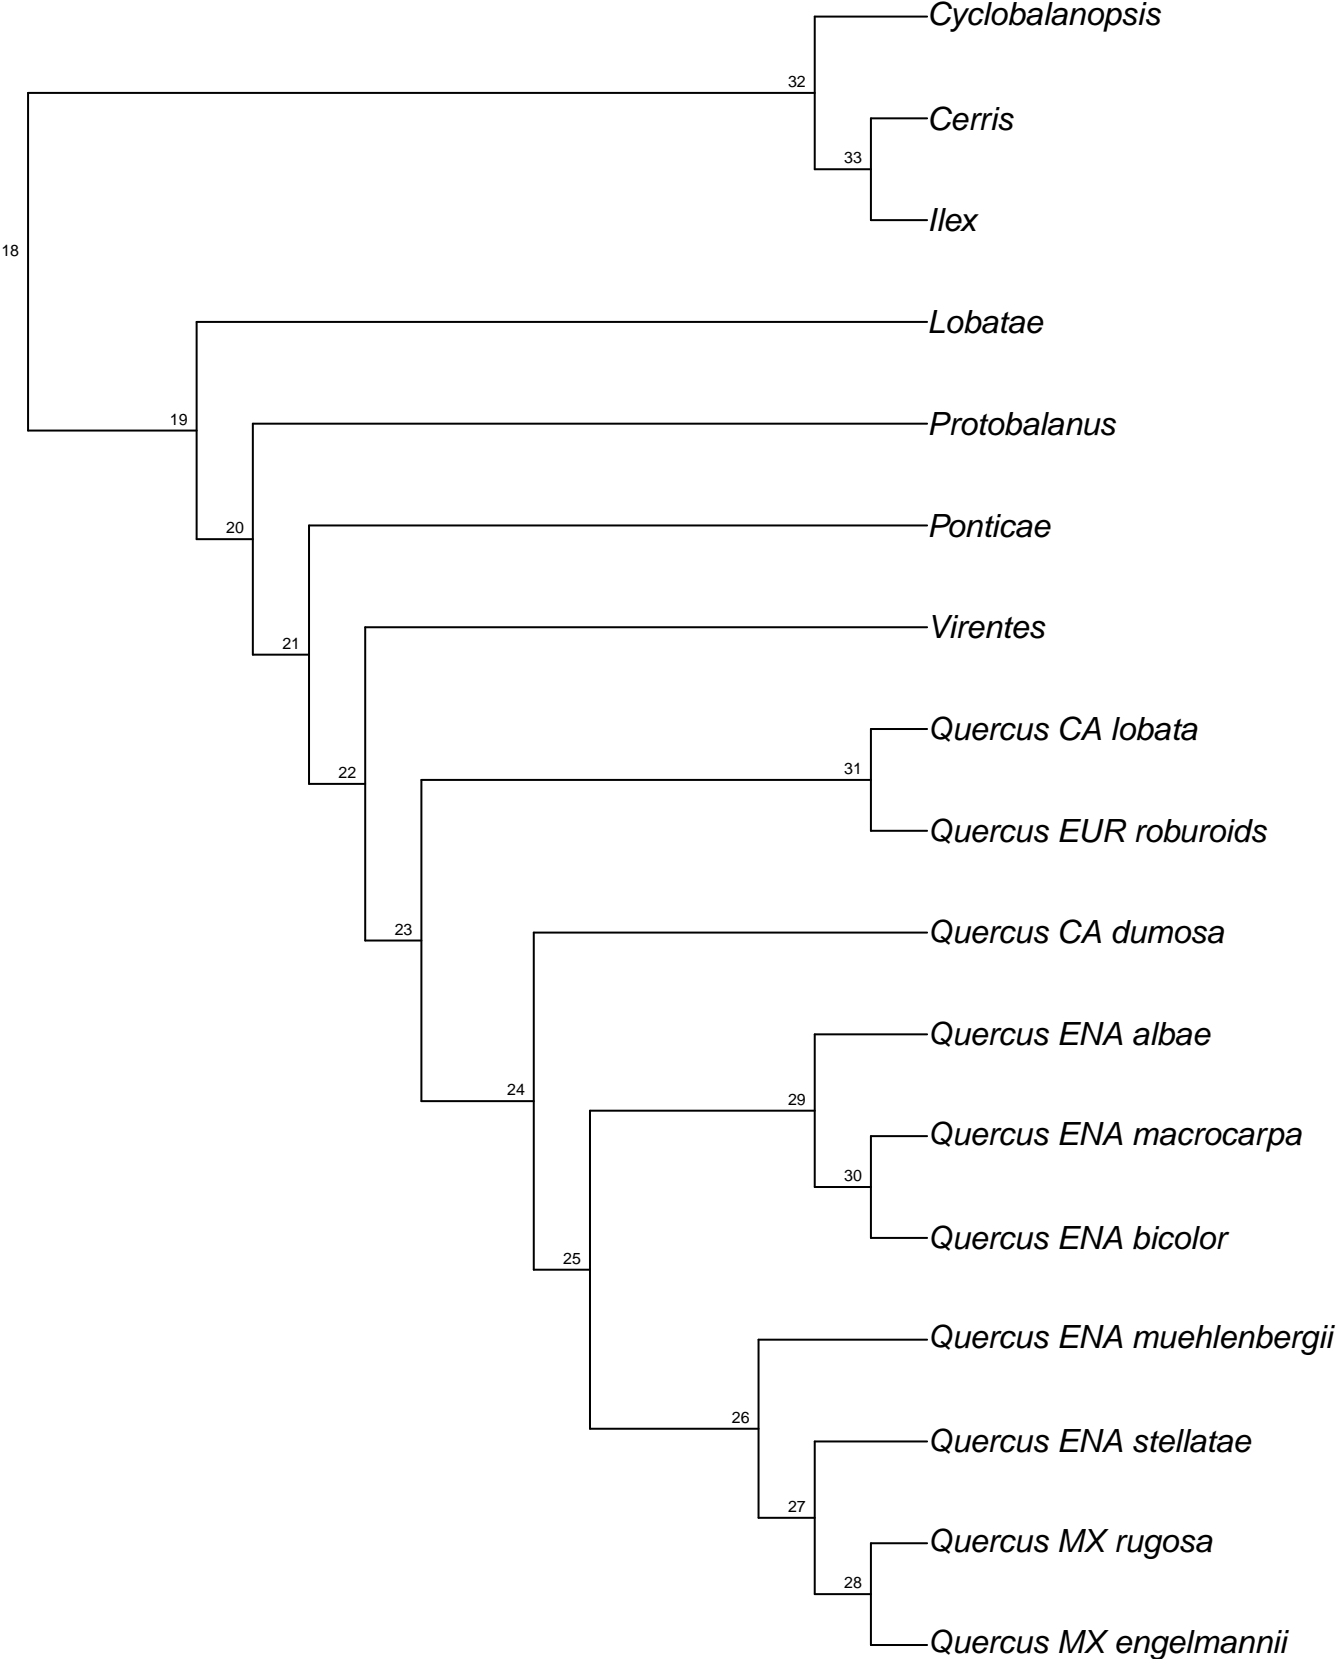 Cyclobalanopsis
32
Cerris
33
Ilex
18
Lobatae
19
Protobalanus
20
Ponticae
21
Virentes
22
Quercus CA lobata
31
Quercus EUR roburoids
23
Quercus CA dumosa
24
Quercus ENA albae
29
Quercus ENA macrocarpa
30
Quercus ENA bicolor
25
Quercus ENA muehlenbergii
26
Quercus ENA stellatae
27
Quercus MX rugosa
28
Quercus MX engelmannii